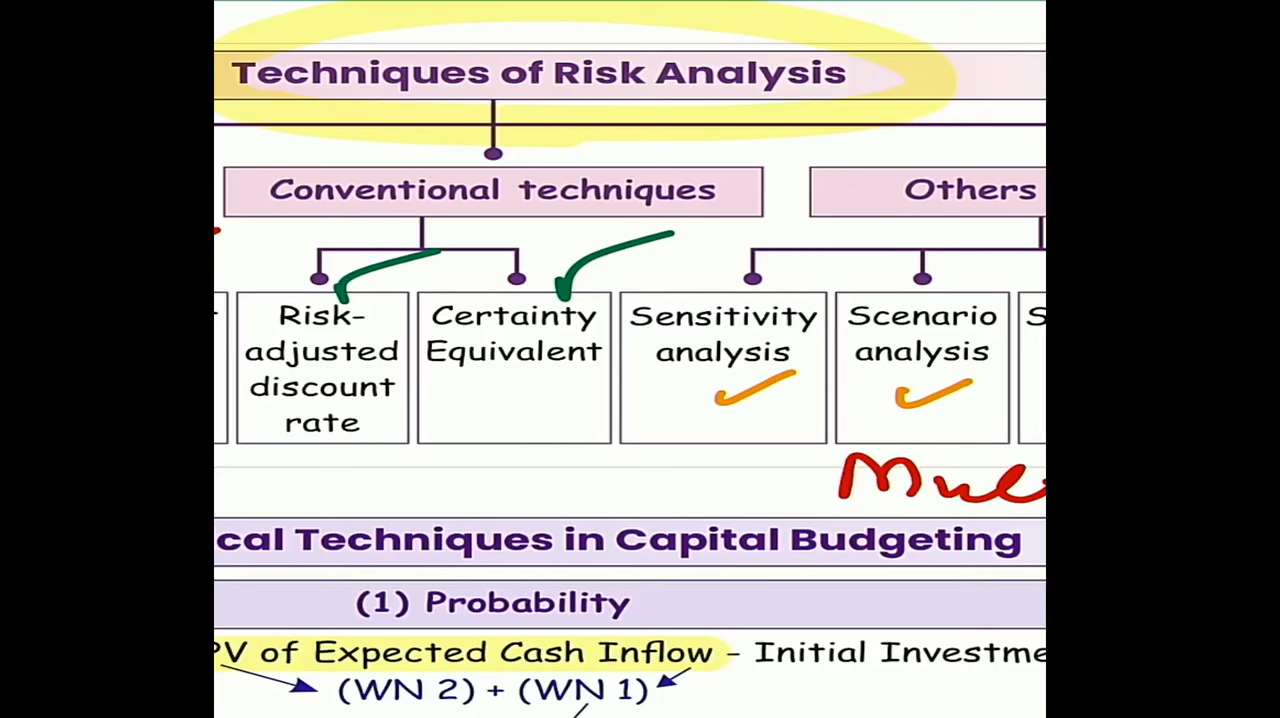 Techniques of Risk Analysis
Conventional techniques
Others
Risk-
adjusted
discount
rate
Certainty
Equivalent
Sensitivity
analysis
Scenario
analysis
cal Techniques in Capital Budgeting
(1) Probability
PV of Expected Cash Inflow - Initial Investme
(WN 2) + (WN 1)